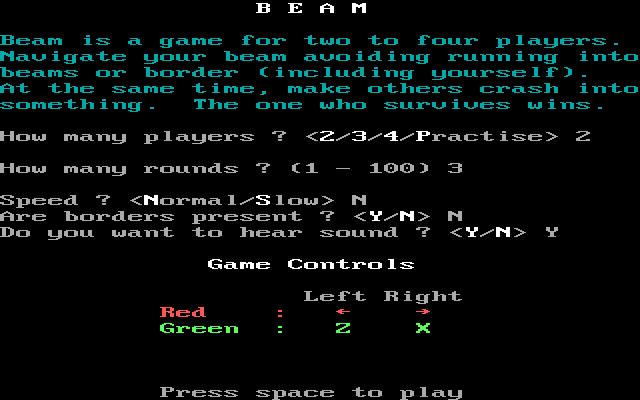 B E A M
Beam is a game for two to four players.
Navigate your beam avoiding running into
beams or border (including yourself).
At the same time, make others crash into
something.  The one who survives wins.
How many players ? <2/3/4/Practise> 2
How many rounds ? (1 - 100) 3
Speed ? <Normal/Slow> N
Are borders present ? <Y/N> N
Do you want to hear sound ? <Y/N> Y
Game Controls
Left Right
Red : ← →
Green : Z X
Press space to play